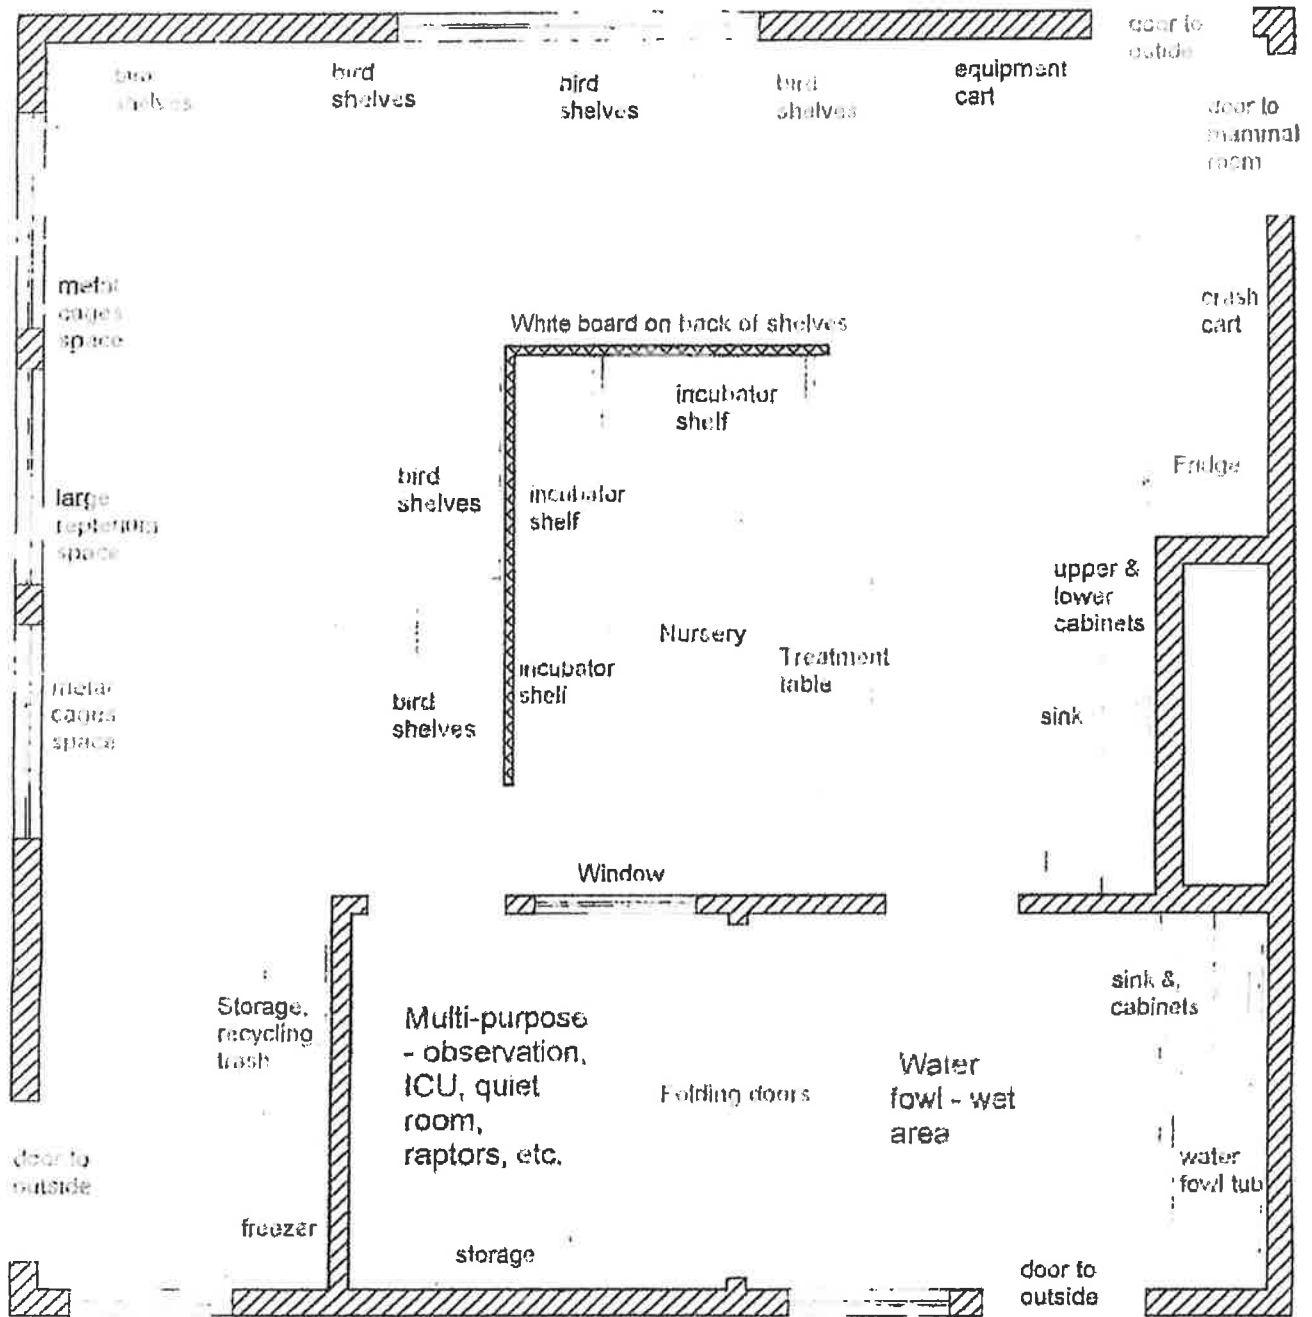 door to
outide
bird
shelves
bird
shelves
bird
shelves
bird
shelves
equipment
cart
door to
mammal
room
metal
cages
space
White board on back of shelves
crash
cart
incubator
shelf
bird
shelves
incubator
shelf
Fridge
large
space
upper &
lower
cabinets
Nursery
Treatment
table
incubator
shelf
metal
cages
space
bird
shelves
sink
Window
Storage,
recycling
trash
Multi-purpose
- observation,
ICU, quiet
room,
raptors, etc.
Folding doors
Water
fowl - wet
area
sink &,
cabinets
door to
outside
water
fowl tub
freezer
storage
door to
outside